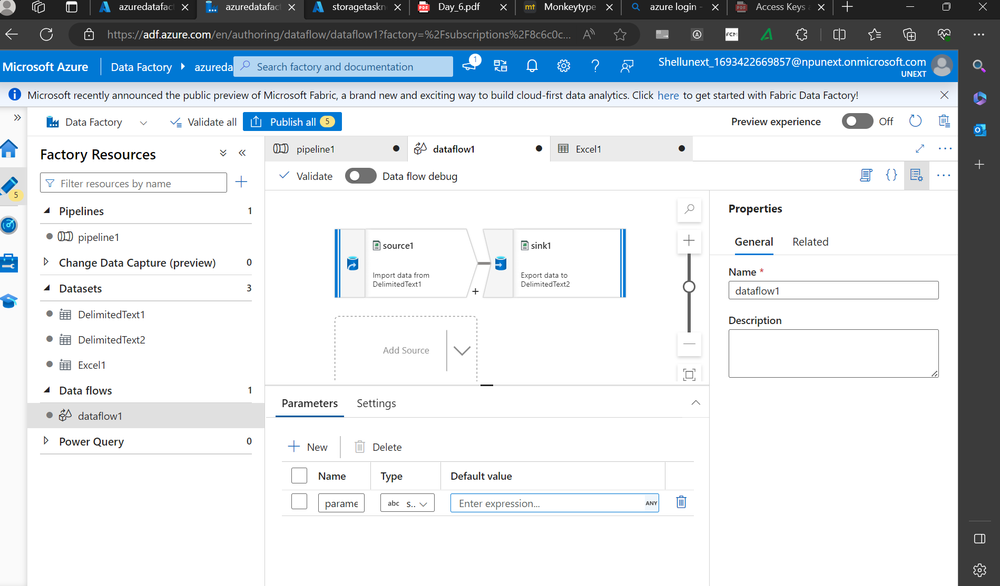 azuredatafact
azuredatafact
storagetaskn
PDF Day_6.pdf
mt Monkeytype
azure login -
PDF Access Keys a
https://adf.azure.com/en/authoring/dataflow/dataflow1?factory=%2Fsubscriptions%2F8c6c0c...
FCM
Microsoft Azure
Data Factory
azureda
Search factory and documentation
1
Shellunext_1693422669857@npunext.onmicrosoft.com
UNEXT
Microsoft recently announced the public preview of Microsoft Fabric, a brand new and exciting way to build cloud-first data analytics. Click here to get started with Fabric Data Factory!
Data Factory
Validate all
Publish all 5
Preview experience
Off
5
Factory Resources
Filter resources by name
Pipelines 1
pipeline1
Change Data Capture (preview) 0
Datasets 3
DelimitedText1
DelimitedText2
Excel1
Data flows 1
dataflow1
Power Query 0
pipeline1
dataflow1
Excel1
Validate
Data flow debug
source1
Import data from
DelimitedText1
+
sink1
Export data to
DelimitedText2
Add Source
Parameters
Settings
New
Delete
Name Type Default value
parame abc s.. Enter expression... ANY
Properties
General
Related
Name *
dataflow1
Description